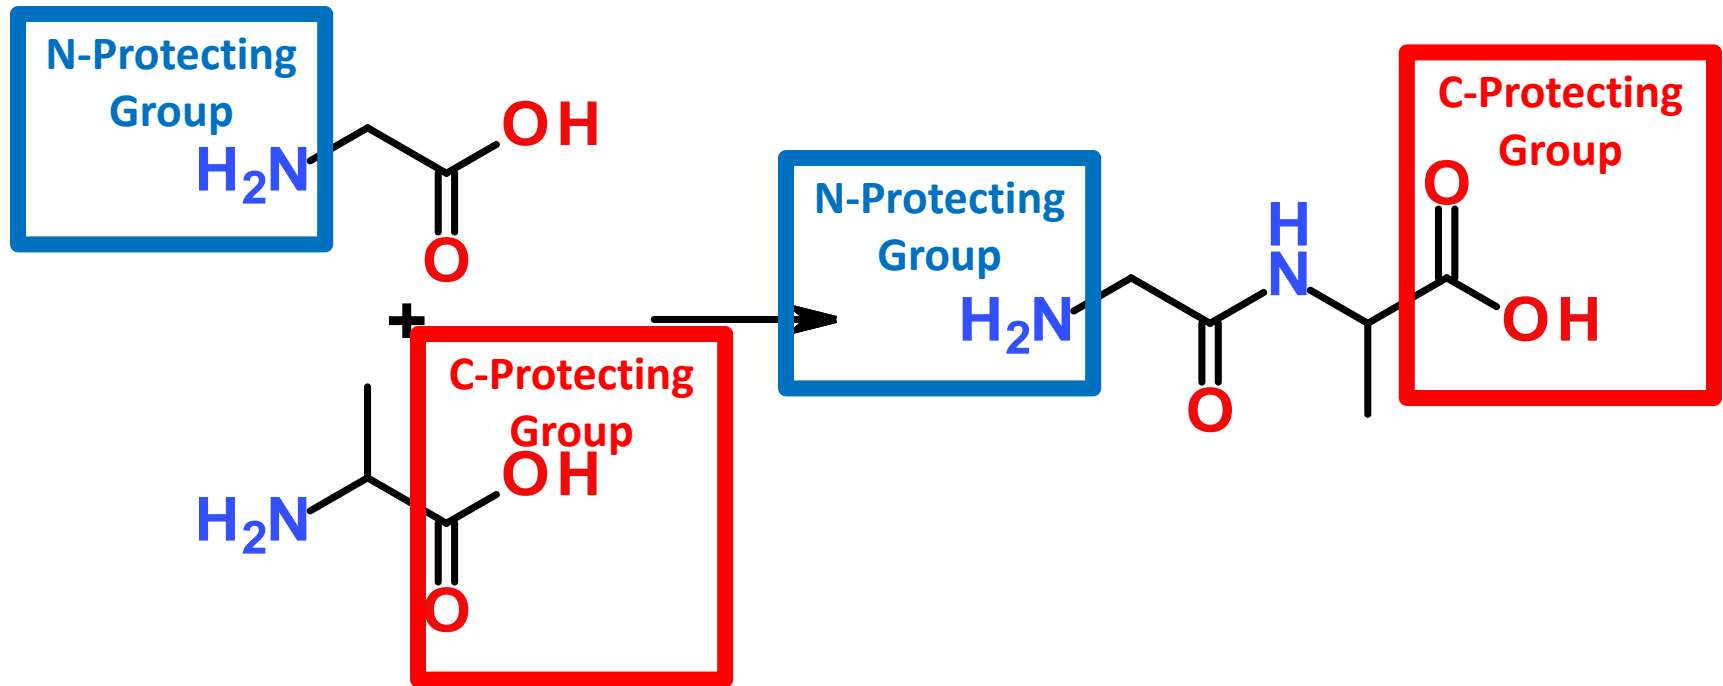 N-Protecting
Group
H2N
OH
O
+
C-Protecting
Group
OH
H2N
O
N-Protecting
Group
H2N
O
H
N
C-Protecting
Group
O
OH